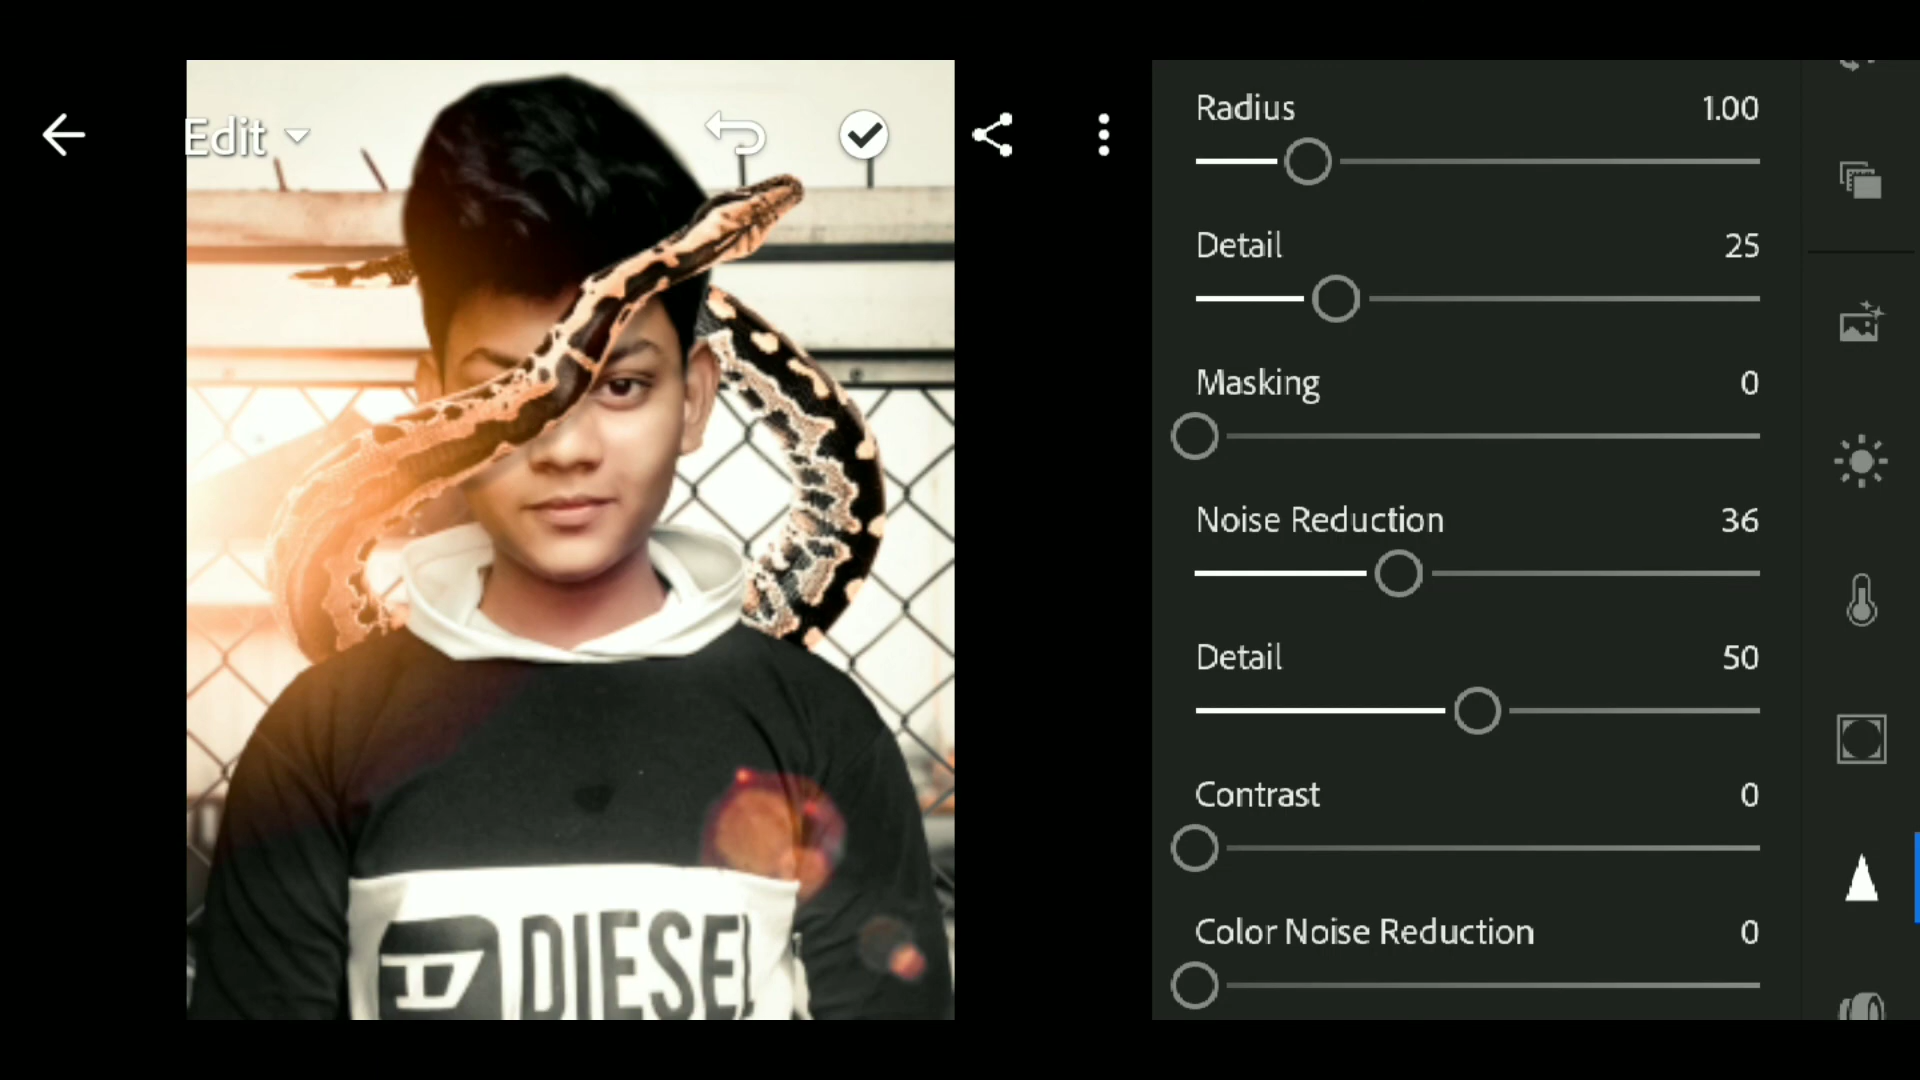 Edit
Radius 1.00
Detail 25
Masking 0
Noise Reduction 36
Detail 50
Contrast 0
Color Noise Reduction 0
D DIESEL